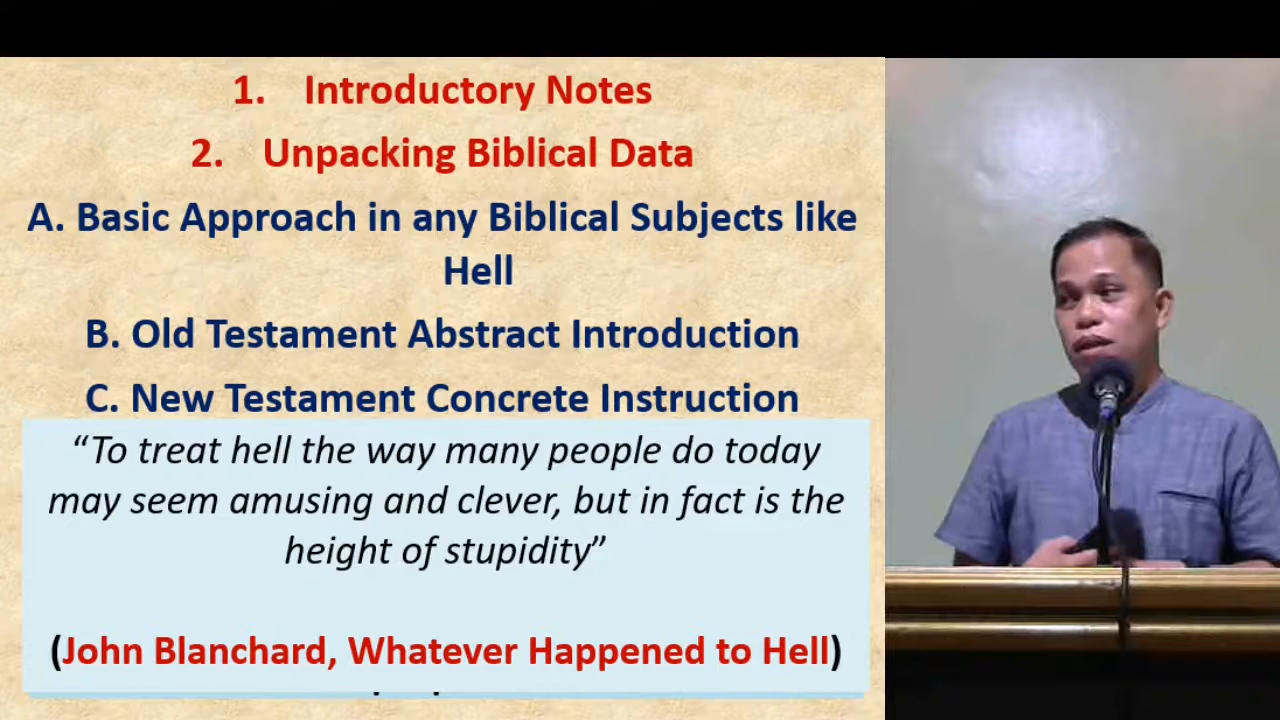 1. Introductory Notes
2. Unpacking Biblical Data
A. Basic Approach in any Biblical Subjects like
Hell
B. Old Testament Abstract Introduction
C. New Testament Concrete Instruction
“To treat hell the way many people do today
may seem amusing and clever, but in fact is the
height of stupidity”
(John Blanchard, Whatever Happened to Hell)